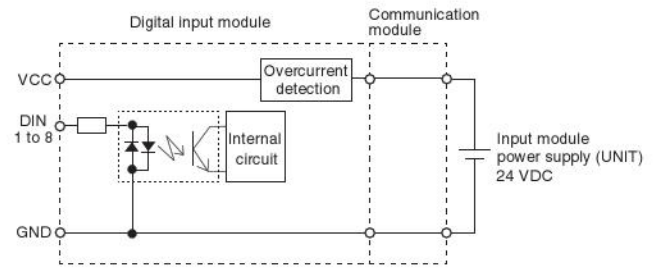 Digital input module
Communication
module
VCC
Overcurrent
detection
DIN
1 to 8
Internal
circuit
Input module
power supply (UNIT)
24 VDC
GND